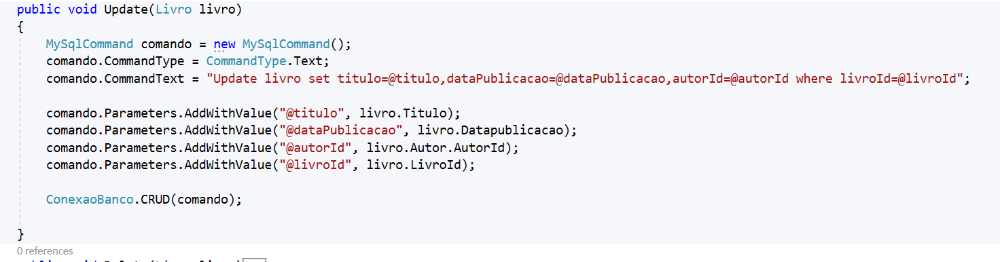 public void Update(Livro livro)
{
MySqlCommand comando = new MySqlCommand();
comando.CommandType = CommandType.Text;
comando.CommandText = "Update livro set titulo=@titulo,dataPublicacao=@dataPublicacao,autorId=@autorId where livroId=@livroId";
comando.Parameters.AddWithValue("@titulo", livro.Titulo);
comando.Parameters.AddWithValue("@dataPublicacao", livro.Datapublicacao);
comando.Parameters.AddWithValue("@autorId", livro.Autor.AutorId);
comando.Parameters.AddWithValue("@livroId", livro.LivroId);
ConexaoBanco.CRUD(comando);
}
0 references